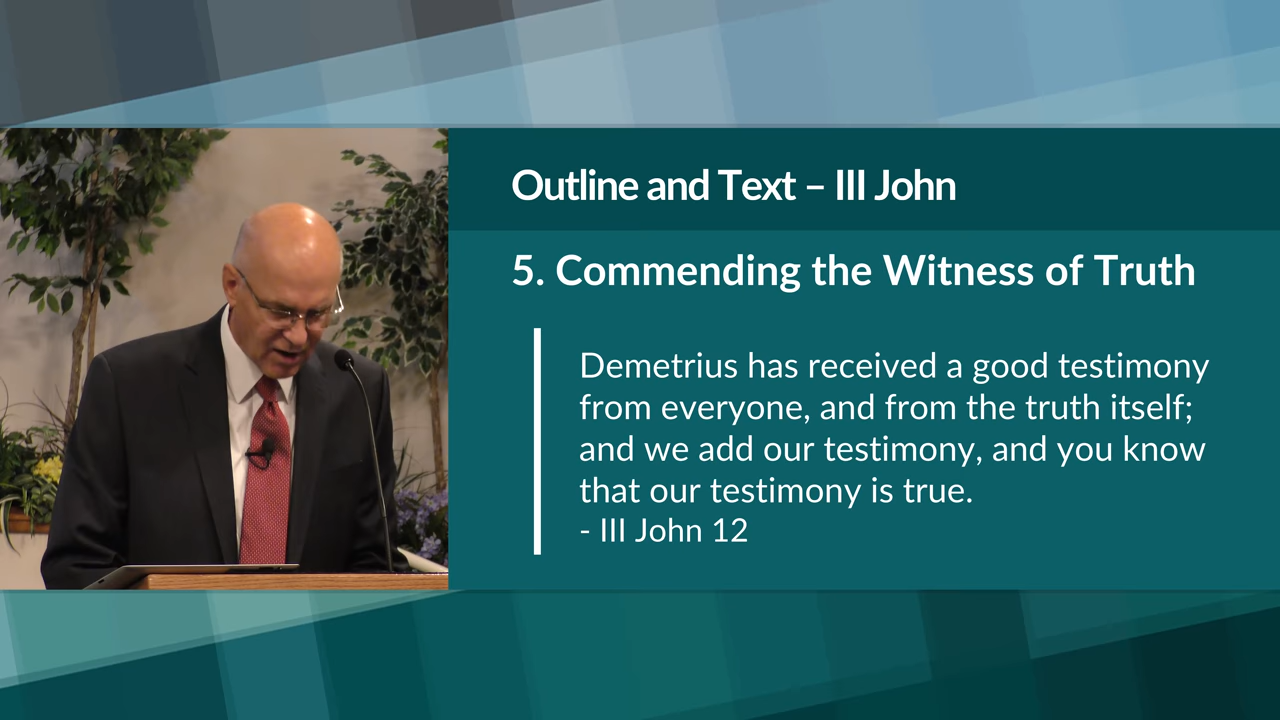 Outline and Text – III John
5. Commending the Witness of Truth
Demetrius has received a good testimony
from everyone, and from the truth itself;
and we add our testimony, and you know
that our testimony is true.
- III John 12